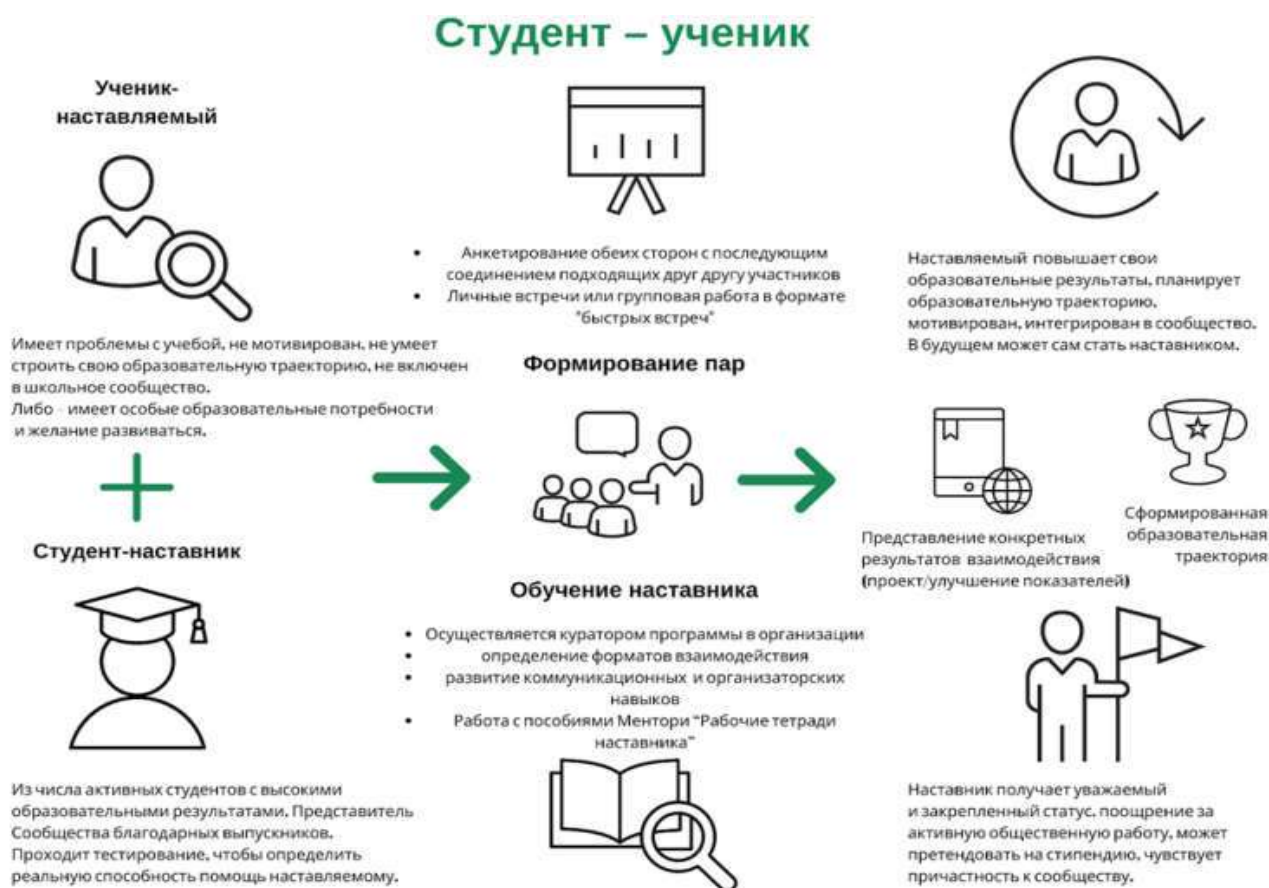 Студент – ученик
Ученик-
наставляемый
Имеет проблемы с учебой, не мотивирован, не умеет
строить свою образовательную траекторию, не включен
в школьное сообщество.
Либо - имеет особые образовательные потребности
и желание развиваться.
Студент-наставник
Из числа активных студентов с высокими
образовательными результатами. Представитель
Сообщества благодарных выпускников.
Проходит тестирование, чтобы определить
реальную способность помощь наставляемому.
• Анкетирование обеих сторон с последующим
соединением подходящих друг другу участников
• Личные встречи или групповая работа в формате
"быстрых встреч"
Формирование пар
Обучение наставника
• Осуществляется куратором программы в организации
• определение форматов взаимодействия
• развитие коммуникационных и организаторских
навыков
• Работа с пособиями Ментори "Рабочие тетради
наставника"
Наставляемый повышает свои
образовательные результаты, планирует
образовательную траекторию,
мотивирован, интегрирован в сообщество.
В будущем может сам стать наставником.
Представление конкретных
результатов взаимодействия
(проект/улучшение показателей)
Сформированная
образовательная
траектория
Наставник получает уважаемый
и закрепленный статус, поощрение за
активную общественную работу, может
претендовать на стипендию, чувствует
причастность к сообществу.